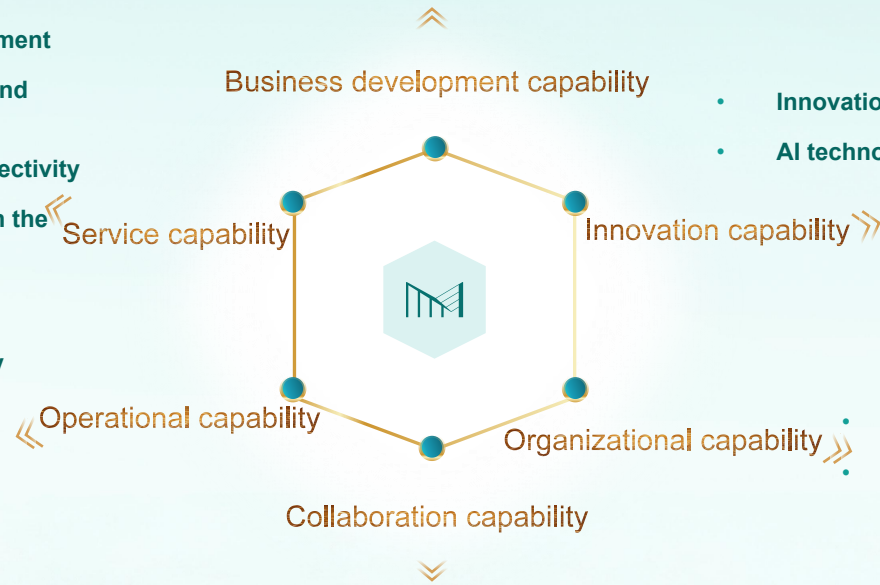 ment
nd
ectivity
n the
y
Business development capability
Service capability
Innovation capability
Operational capability
Organizational capability
Collaboration capability
• Innovatio
• AI techno
•
•